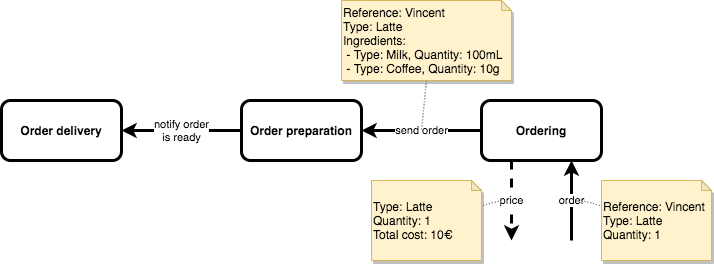 Reference: Vincent
Type: Latte
Ingredients:
- Type: Milk, Quantity: 100mL
- Type: Coffee, Quantity: 10g
Order delivery
notify order
is ready
Order preparation
send order
Ordering
Type: Latte
Quantity: 1
Total cost: 10€
price
order
Reference: Vincent
Type: Latte
Quantity: 1